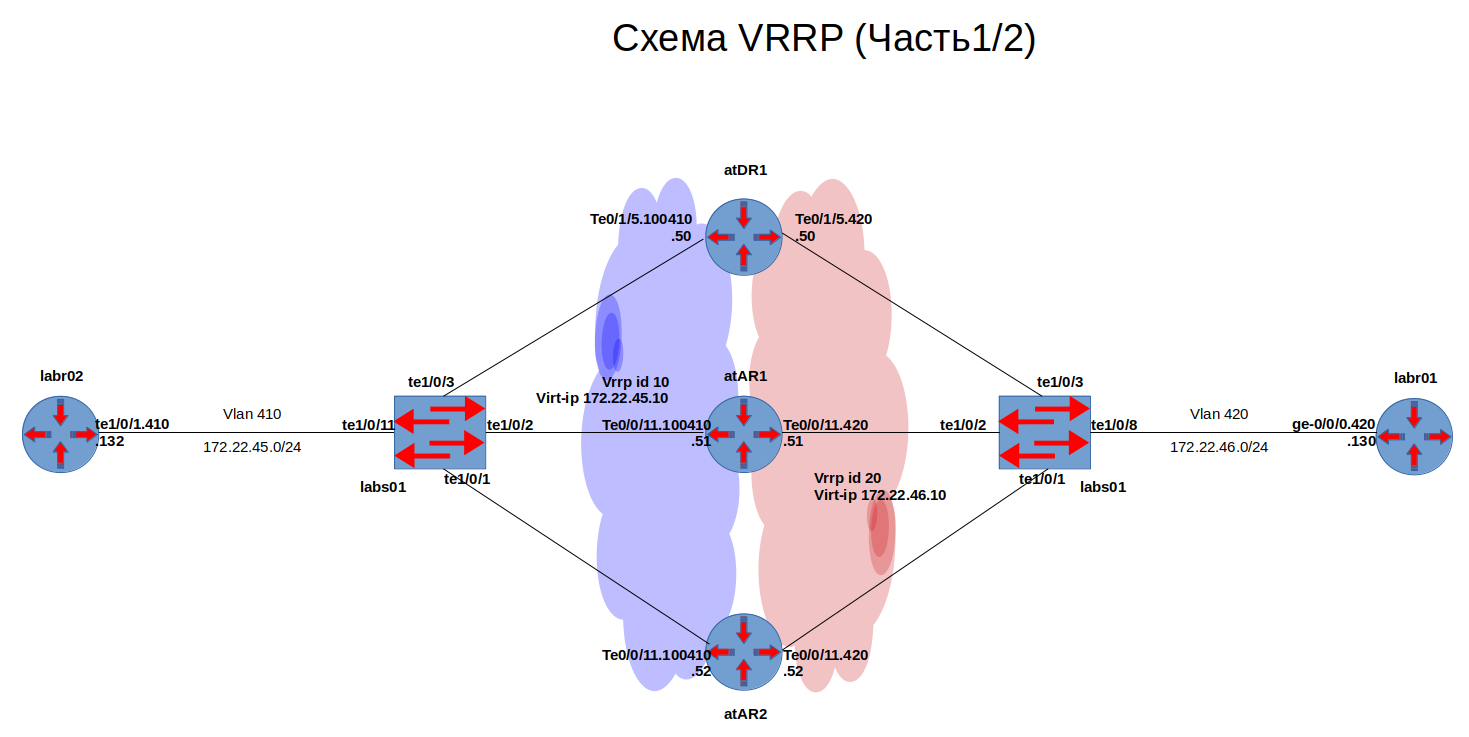 Схема VRRP (Часть1/2)
atDR1
Te0/1/5.100410
.50
Te0/1/5.420
.50
labr02
te1/0/1.410
.132
Vlan 410
172.22.45.0/24
te1/0/3
te1/0/11
te1/0/2
te1/0/1
labs01
Vrrp id 10
Virt-ip 172.22.45.10
atAR1
Te0/0/11.100410
.51
Te0/0/11.420
.51
Vrrp id 20
Virt-ip 172.22.46.10
te1/0/3
te1/0/2
te1/0/8
te1/0/1
labs01
Vlan 420
172.22.46.0/24
labr01
ge-0/0/0.420
.130
Te0/0/11.100410
.52
Te0/0/11.420
.52
atAR2